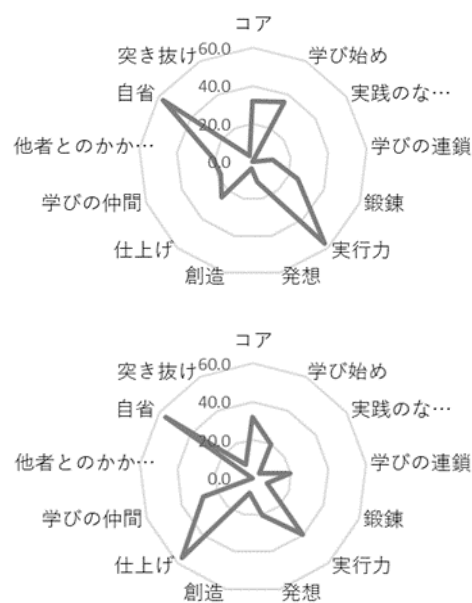 コア
60.0
突き抜け
学び始め
自省
40.0
実践のな…
20.0
他者とのかか…
0.0
学びの連鎖
学びの仲間
鍛錬
仕上げ
実行力
創造
発想
コア
60.0
突き抜け
学び始め
自省
40.0
実践のな…
20.0
他者とのかか…
0.0
学びの連鎖
学びの仲間
鍛錬
仕上げ
実行力
創造
発想